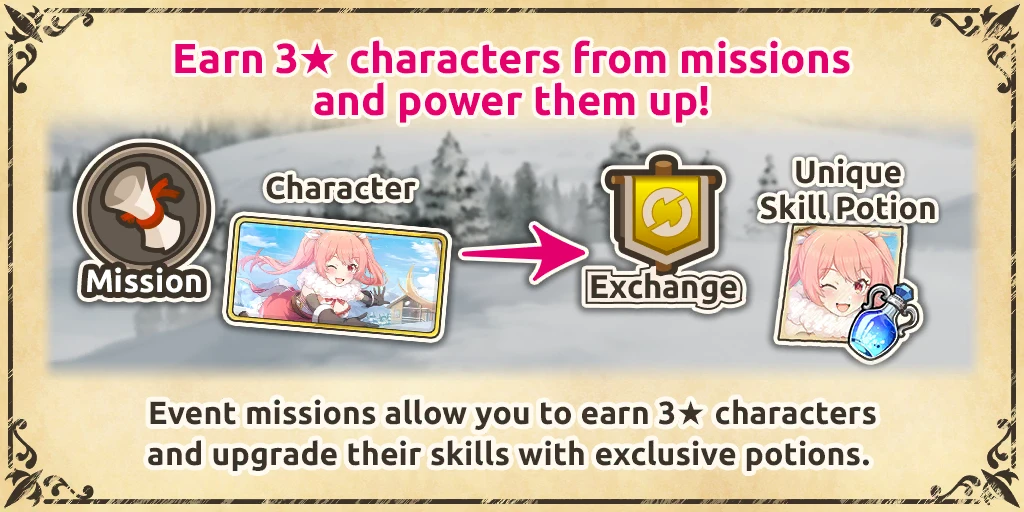 Earn 3★ characters from missions
and power them up!
Mission
Character
Exchange
Unique
Skill Potion
Event missions allow you to earn 3★ characters
and upgrade their skills with exclusive potions.